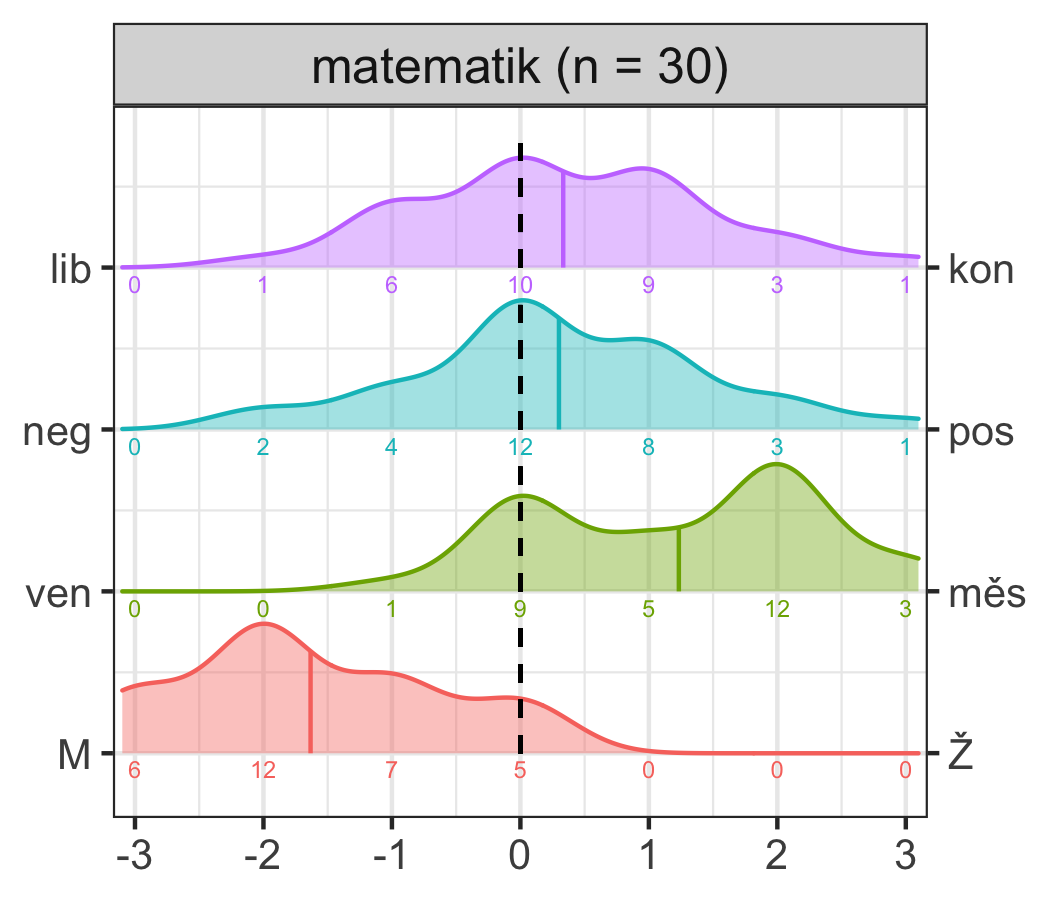 matematik (n = 30)
lib kon
0 1 6 10 9 3 1
neg pos
0 2 4 12 8 3 1
ven měs
0 0 1 9 5 12 3
M Ž
6 12 7 5 0 0 0
-3 -2 -1 0 1 2 3